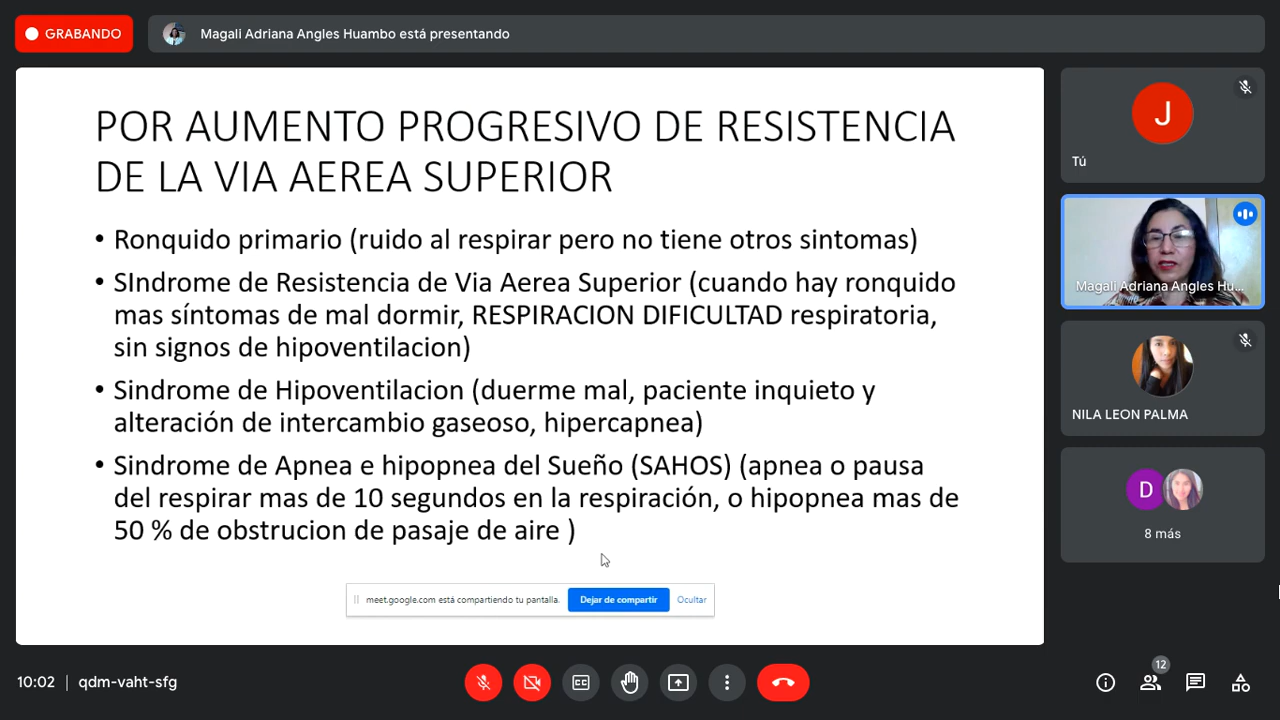 GRABANDO
Magali Adriana Angles Huambo está presentando
POR AUMENTO PROGRESIVO DE RESISTENCIA
DE LA VIA AEREA SUPERIOR
• Ronquido primario (ruido al respirar pero no tiene otros sintomas)
• SIndrome de Resistencia de Via Aerea Superior (cuando hay ronquido
mas síntomas de mal dormir, RESPIRACION DIFICULTAD respiratoria,
sin signos de hipoventilacion)
• Sindrome de Hipoventilacion (duerme mal, paciente inquieto y
alteración de intercambio gaseoso, hipercapnea)
• Sindrome de Apnea e hipopnea del Sueño (SAHOS) (apnea o pausa
del respirar mas de 10 segundos en la respiración, o hipopnea mas de
50 % de obstrucion de pasaje de aire )
meet.google.com está compartiendo tu pantalla.
Dejar de compartir
Ocultar
J
Tú
Magali Adriana Angles Hu...
NILA LEON PALMA
D
8 más
10:02 | qdm-vaht-sfg
CC
12